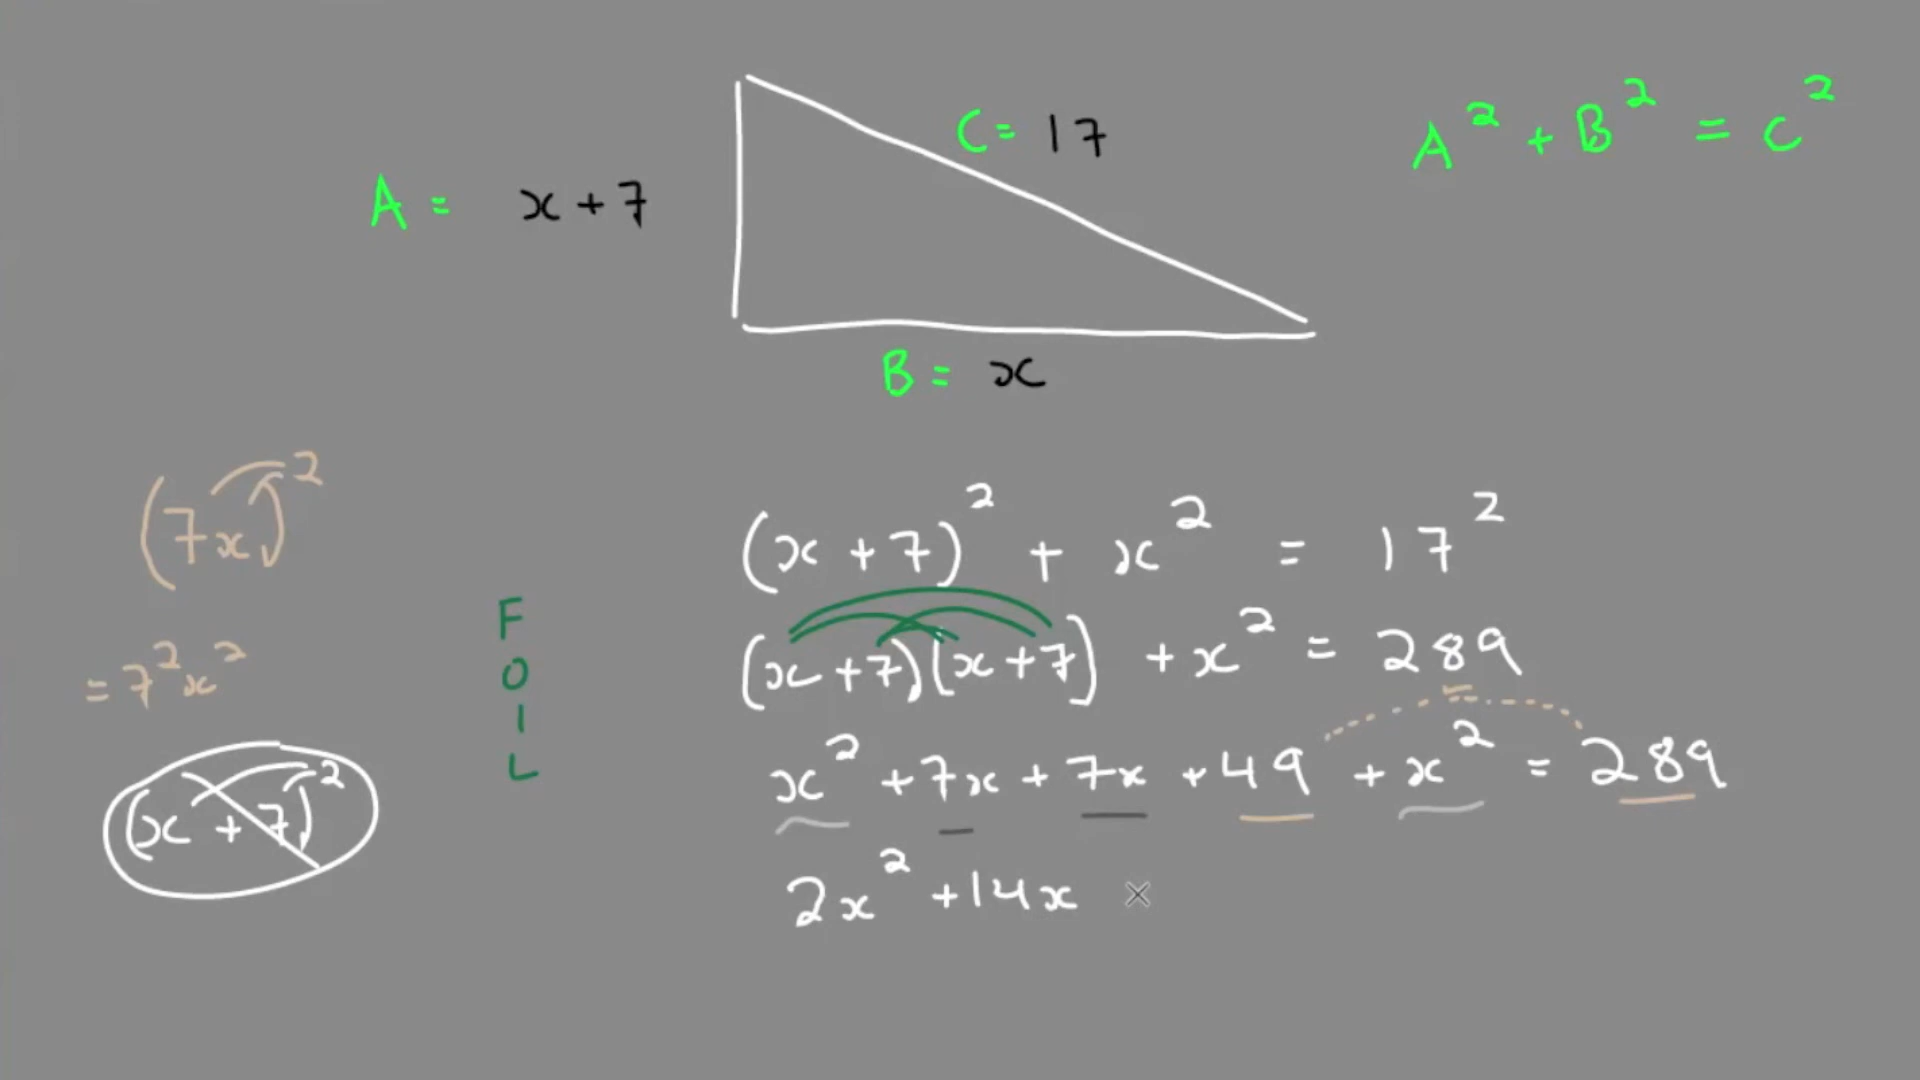 C = 17
A² + B² = C²
A = x + 7
B = x
(7x)²
= 7²x²
(x + 7)²
F
O
I
L
(x + 7)² + x² = 17²
(x + 7)(x + 7) + x² = 289
x² + 7x + 7x + 49 + x² = 289
2x² + 14x